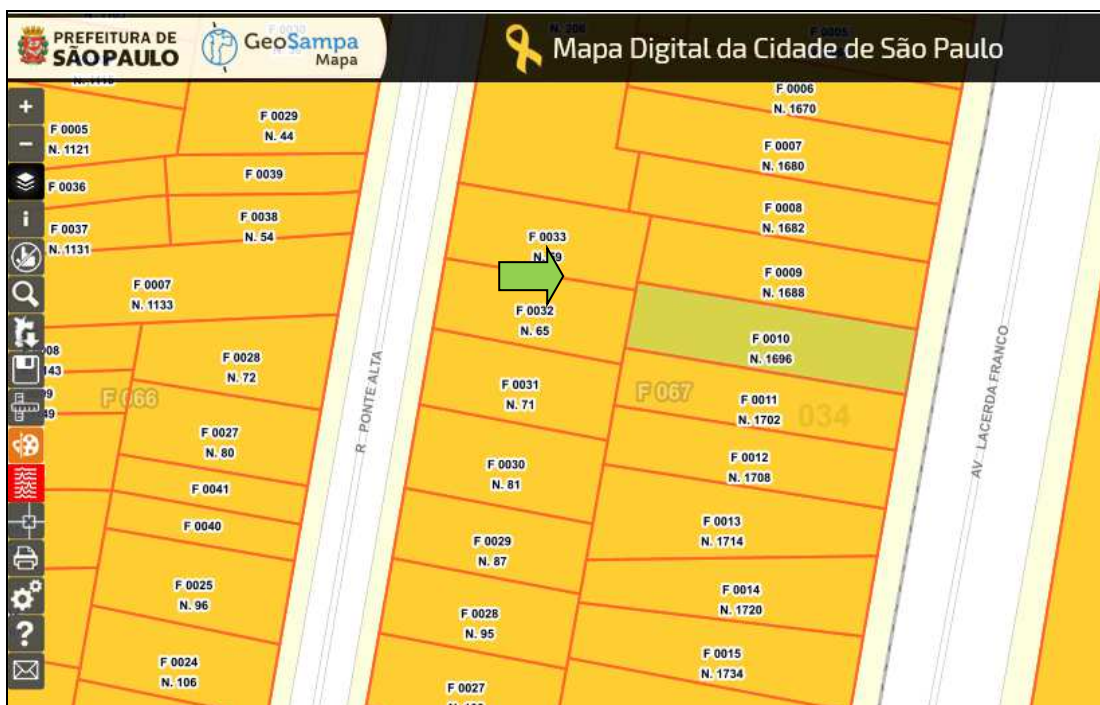 PREFEITURA DE
SÃO PAULO
GeoSampa
Mapa
Mapa Digital da Cidade de São Paulo
F 0005
N. 1121
F 0036
F 0037
N. 1131
F 0007
N. 1133
F 0029
N. 44
F 0039
F 0038
N. 54
F 0028
N. 72
F 066
F 0027
N. 80
F 0041
F 0040
F 0025
N. 96
F 0024
N. 106
R. PONTE ALTA
F 0033
F 0032
N. 65
F 0031
N. 71
F 0030
N. 81
F 0029
N. 87
F 0028
N. 95
F 0027
F 0006
N. 1670
F 0007
N. 1680
F 0008
N. 1682
F 0009
N. 1688
F 0010
N. 1696
F 067
F 0011
N. 1702
034
F 0012
N. 1708
F 0013
N. 1714
F 0014
N. 1720
F 0015
N. 1734
AV. LACERDA FRANCO